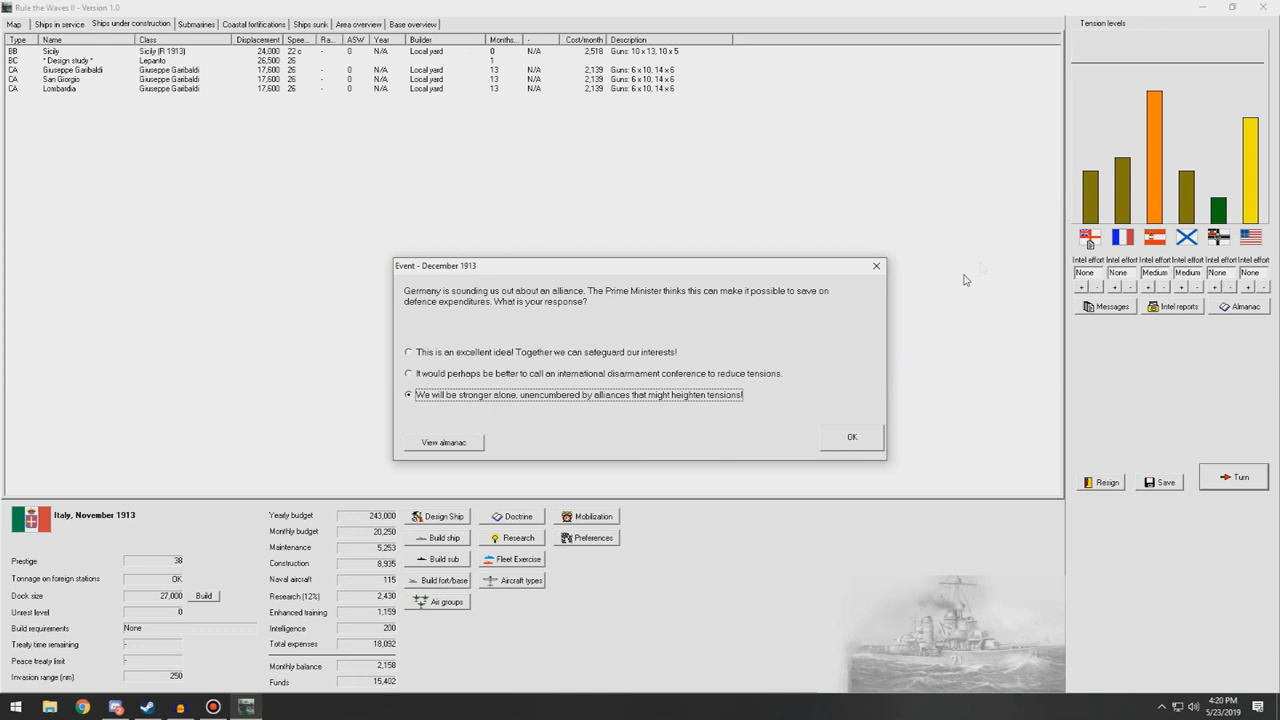 Rule the Waves II - Version 1.0
Map Ships in service Ships under construction Submarines Coastal fortifications Ships sunk Area overview Base overview
Type Name Class Displacement Spee... Ra... ASW Year Builder Months... - Cost/month Description
BB Sicily Sicily (R 1913) 24,000 22 c - 0 N/A Local yard 0 N/A 2,518 Guns: 10 x 13, 10 x 5
BC * Design study * Lepanto 26,500 26 1
CA Giuseppe Garibaldi Giuseppe Garibaldi 17,600 26 - 0 N/A Local yard 13 N/A 2,139 Guns: 6 x 10, 14 x 6
CA San Giorgio Giuseppe Garibaldi 17,600 26 - 0 N/A Local yard 13 N/A 2,139 Guns: 6 x 10, 14 x 6
CA Lombardia Giuseppe Garibaldi 17,600 26 - 0 N/A Local yard 13 N/A 2,139 Guns: 6 x 10, 14 x 6
Tension levels
Intel effort Intel effort Intel effort Intel effort Intel effort Intel effort
None None Medium Medium None None
+ - + - + - + - + - + -
Messages Intel reports Almanac
Event - December 1913
Germany is sounding us out about an alliance. The Prime Minister thinks this can make it possible to save on
defence expenditures. What is your response?
This is an excellent idea! Together we can safeguard our interests!
It would perhaps be better to call an international disarmament conference to reduce tensions.
We will be stronger alone, unencumbered by alliances that might heighten tensions!
View almanac OK
Resign Save Turn
Italy, November 1913
Prestige 38
Tonnage on foreign stations OK
Dock size 27,000 Build
Unrest level 0
Build requirements None
Treaty time remaining -
Peace treaty limit -
Invasion range (nm) 250
Yearly budget 243,000
Monthly budget 20,250
Maintenance 5,253
Construction 8,935
Naval aircraft 115
Research (12%) 2,430
Enhanced training 1,159
Intelligence 200
Total expenses 18,092
Monthly balance 2,158
Funds 15,402
Design Ship Doctrine Mobilization
Build ship Research Preferences
Build sub Fleet Exercise
Build fort/base Aircraft types
Air groups
4:20 PM
5/23/2019